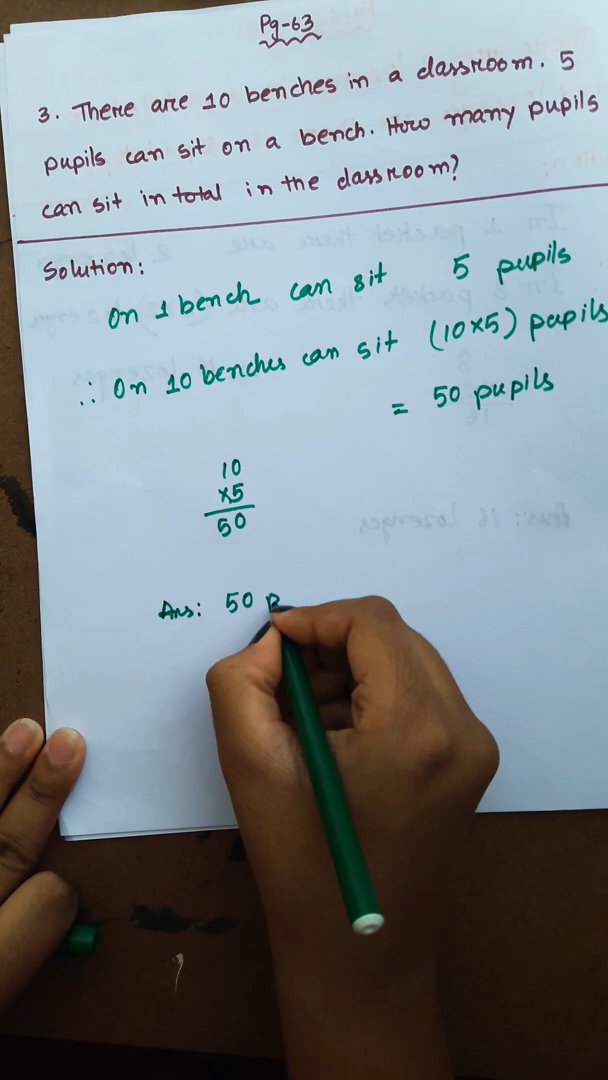 Pg-63
3. There are 10 benches in a classroom. 5
pupils can sit on a bench. How many pupils
can sit in total in the classroom?
Solution:
On 1 bench can sit 5 pupils
∴ On 10 benches can sit (10×5) pupils
= 50 pupils
10
×5
50
Ans: 50 p